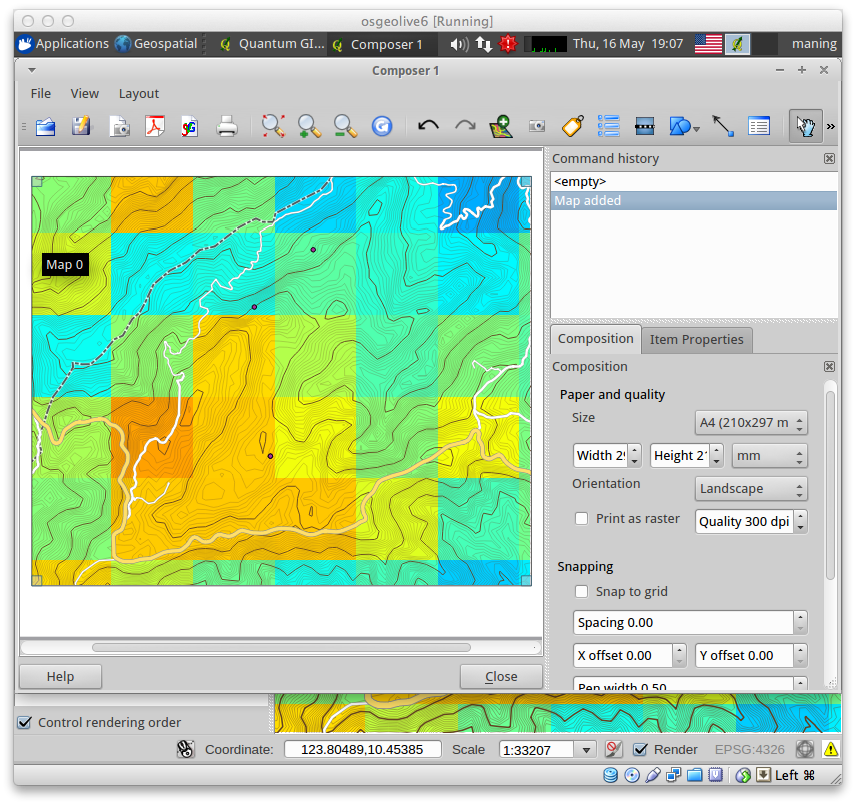 osgeolive6 [Running]
Applications Geospatial Quantum GI... Composer 1 Thu, 16 May 19:07 maning
Composer 1
File View Layout
Command history
<empty>
Map added
Map 0
Composition Item Properties
Composition
Paper and quality
Size A4 (210x297 m
Width 29 Height 21 mm
Orientation Landscape
Print as raster Quality 300 dpi
Snapping
Snap to grid
Spacing 0.00
X offset 0.00 Y offset 0.00
Pen width 0.50
Help Close
Control rendering order
Coordinate: 123.80489,10.45385 Scale 1:33207 Render EPSG:4326
Left ⌘